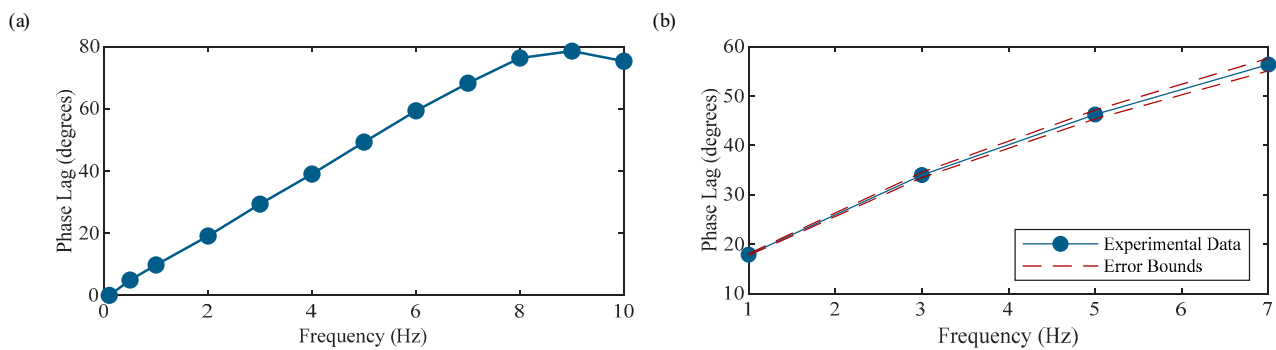 (a)
80
60
40
20
0
Phase Lag (degrees)
0 2 4 6 8 10
Frequency (Hz)
(b)
60
50
40
30
20
10
Phase Lag (degrees)
Experimental Data
Error Bounds
1 2 3 4 5 6 7
Frequency (Hz)